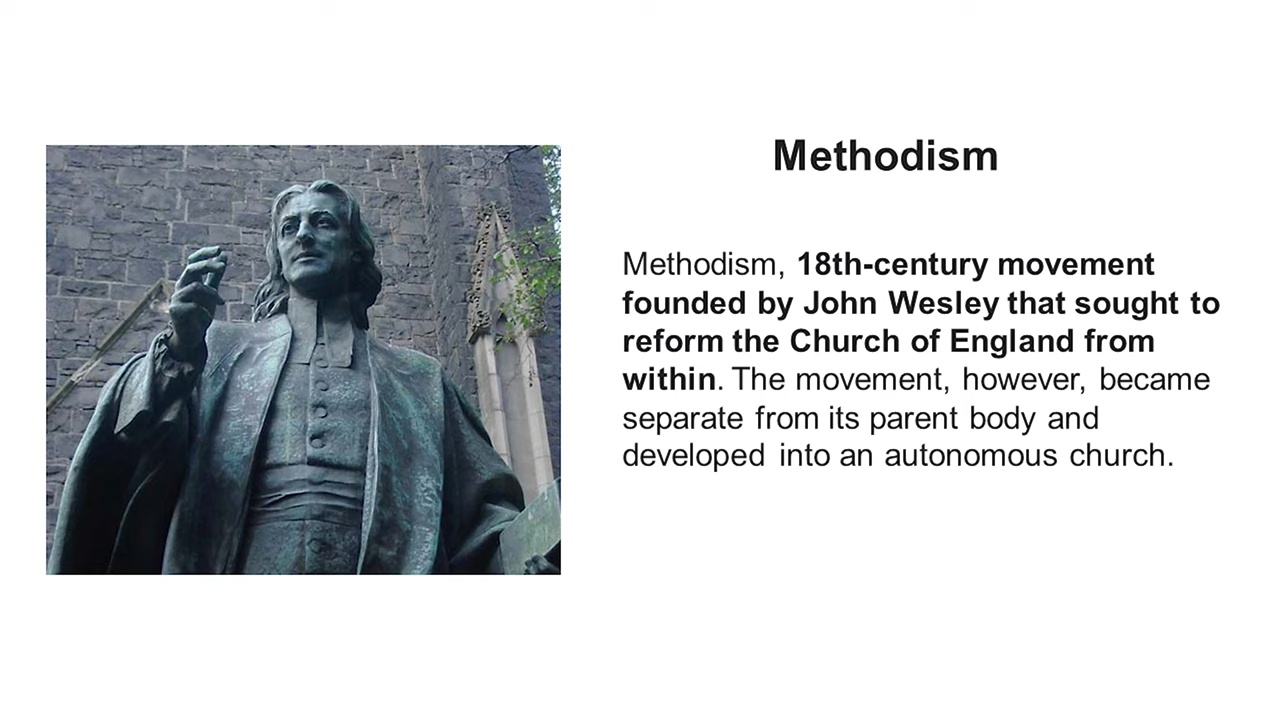 Methodism
Methodism, 18th-century movement
founded by John Wesley that sought to
reform the Church of England from
within. The movement, however, became
separate from its parent body and
developed into an autonomous church.